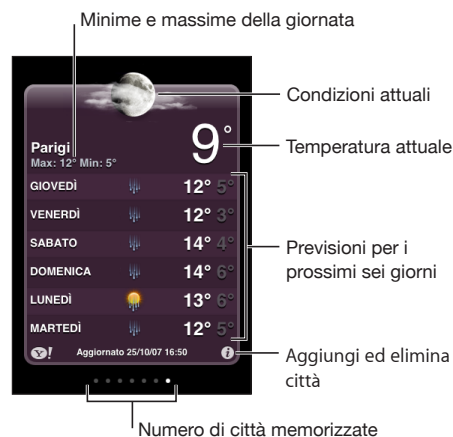 Minime e massime della giornata
Condizioni attuali
9°
Temperatura attuale
Parigi
Max: 12° Min: 5°
GIOVEDÌ 12° 5°
VENERDÌ 12° 3°
SABATO 14° 4°
DOMENICA 14° 6°
LUNEDÌ 13° 6°
MARTEDÌ 12° 5°
Previsioni per i
prossimi sei giorni
Y! Aggiornato 25/10/07 16:50 i
Aggiungi ed elimina
città
Numero di città memorizzate